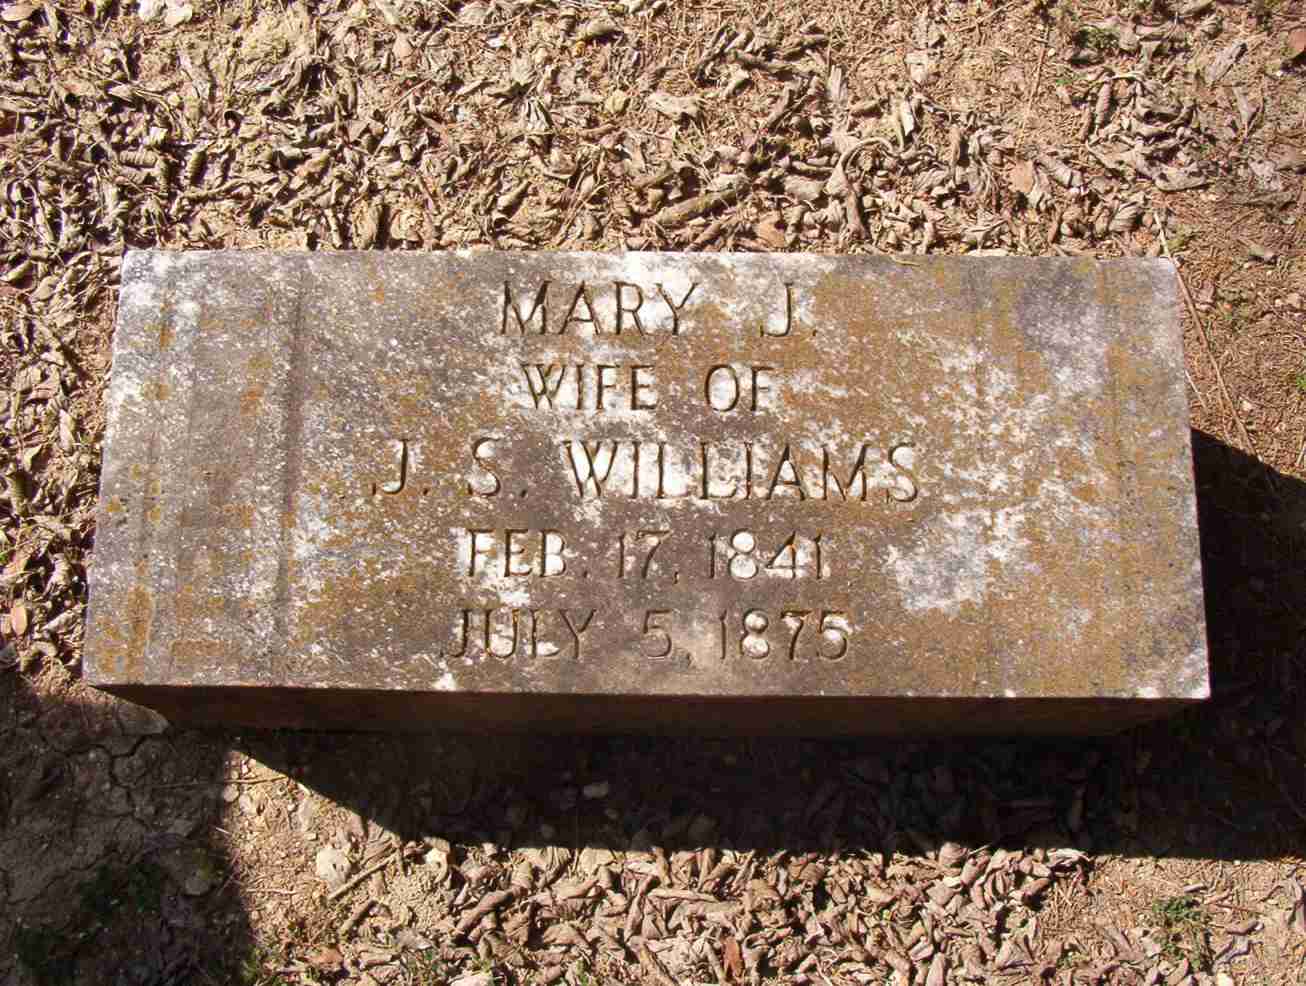 MARY J.
WIFE OF
J. S. WILLIAMS
FEB. 17, 1841
JULY 5, 1875